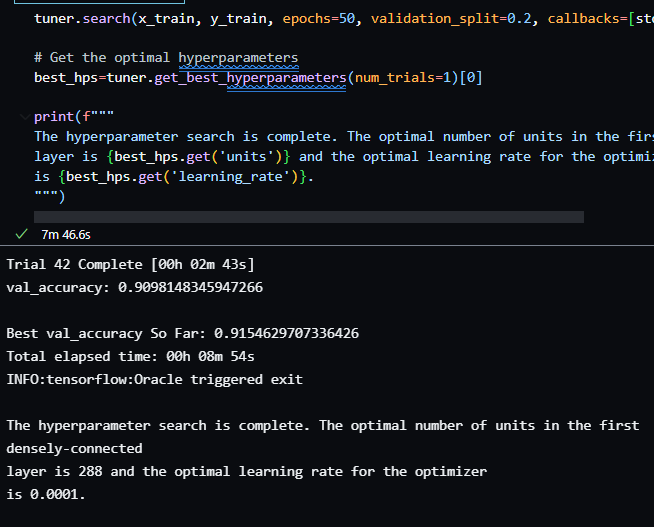 tuner.search(x_train, y_train, epochs=50, validation_split=0.2, callbacks=[sto
# Get the optimal hyperparameters
best_hps=tuner.get_best_hyperparameters(num_trials=1)[0]
print(f"""
The hyperparameter search is complete. The optimal number of units in the firs
layer is {best_hps.get('units')} and the optimal learning rate for the optimiz
is {best_hps.get('learning_rate')}.
""")
7m 46.6s
Trial 42 Complete [00h 02m 43s]
val_accuracy: 0.9098148345947266
Best val_accuracy So Far: 0.9154629707336426
Total elapsed time: 00h 08m 54s
INFO:tensorflow:Oracle triggered exit
The hyperparameter search is complete. The optimal number of units in the first
densely-connected
layer is 288 and the optimal learning rate for the optimizer
is 0.0001.